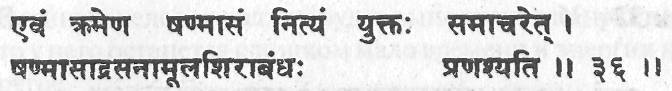 एवं क्रमेण षण्मासं नित्यं युक्तः समाचरेत् ।
षण्मासाद्रसनामूलशिराबंधः प्रणश्यति ॥ ३६ ॥